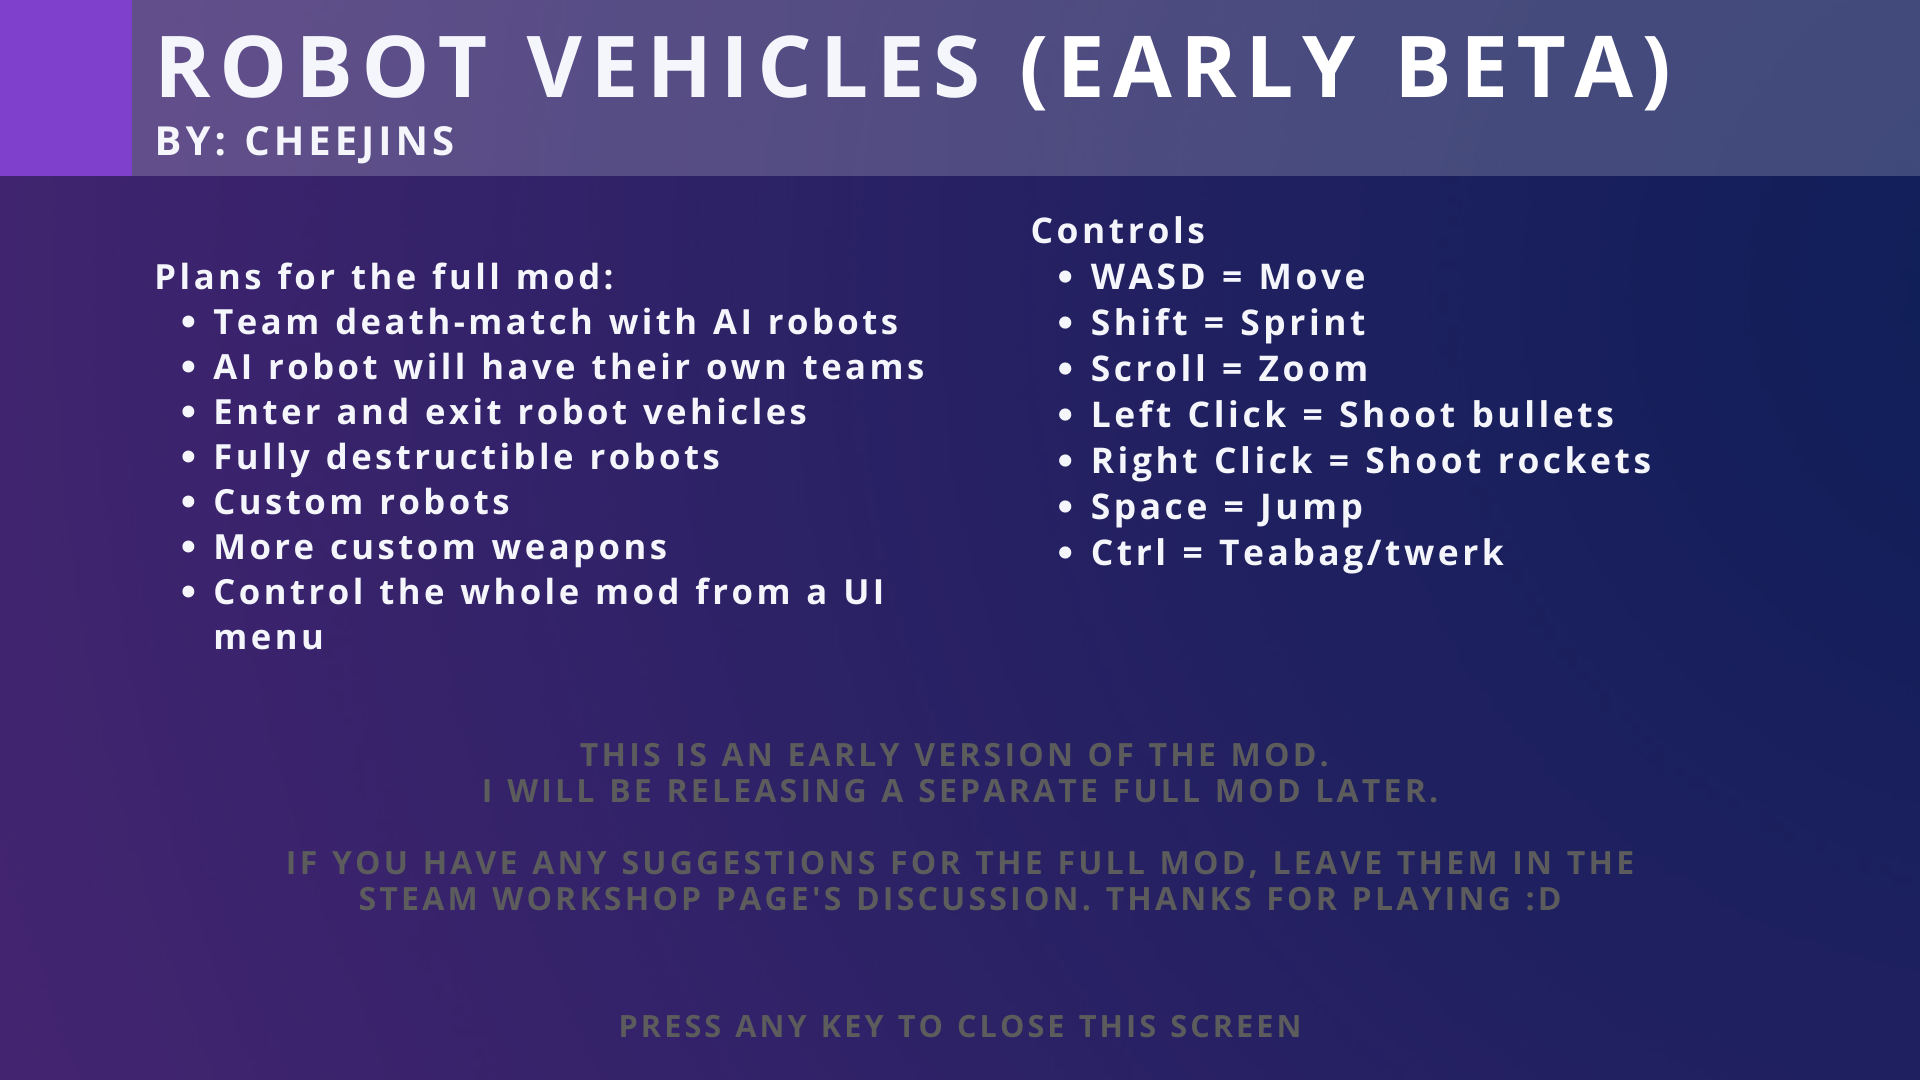 ROBOT VEHICLES (EARLY BETA)
BY: CHEEJINS
Plans for the full mod:
• Team death-match with AI robots
• AI robot will have their own teams
• Enter and exit robot vehicles
• Fully destructible robots
• Custom robots
• More custom weapons
• Control the whole mod from a UI
menu
Controls
• WASD = Move
• Shift = Sprint
• Scroll = Zoom
• Left Click = Shoot bullets
• Right Click = Shoot rockets
• Space = Jump
• Ctrl = Teabag/twerk
THIS IS AN EARLY VERSION OF THE MOD.
I WILL BE RELEASING A SEPARATE FULL MOD LATER.
IF YOU HAVE ANY SUGGESTIONS FOR THE FULL MOD, LEAVE THEM IN THE
STEAM WORKSHOP PAGE'S DISCUSSION. THANKS FOR PLAYING :D
PRESS ANY KEY TO CLOSE THIS SCREEN